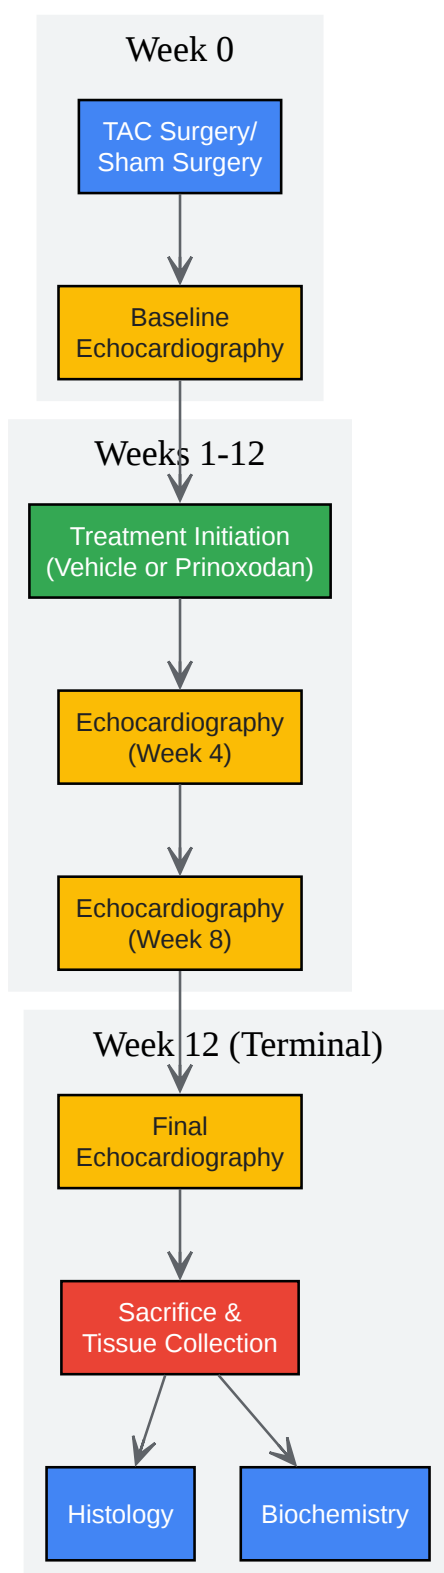 Week 0
TAC Surgery/
Sham Surgery
Baseline
Echocardiography
Weeks 1-12
Treatment Initiation
(Vehicle or Prinoxodan)
Echocardiography
(Week 4)
Echocardiography
(Week 8)
Week 12 (Terminal)
Final
Echocardiography
Sacrifice &
Tissue Collection
Histology
Biochemistry